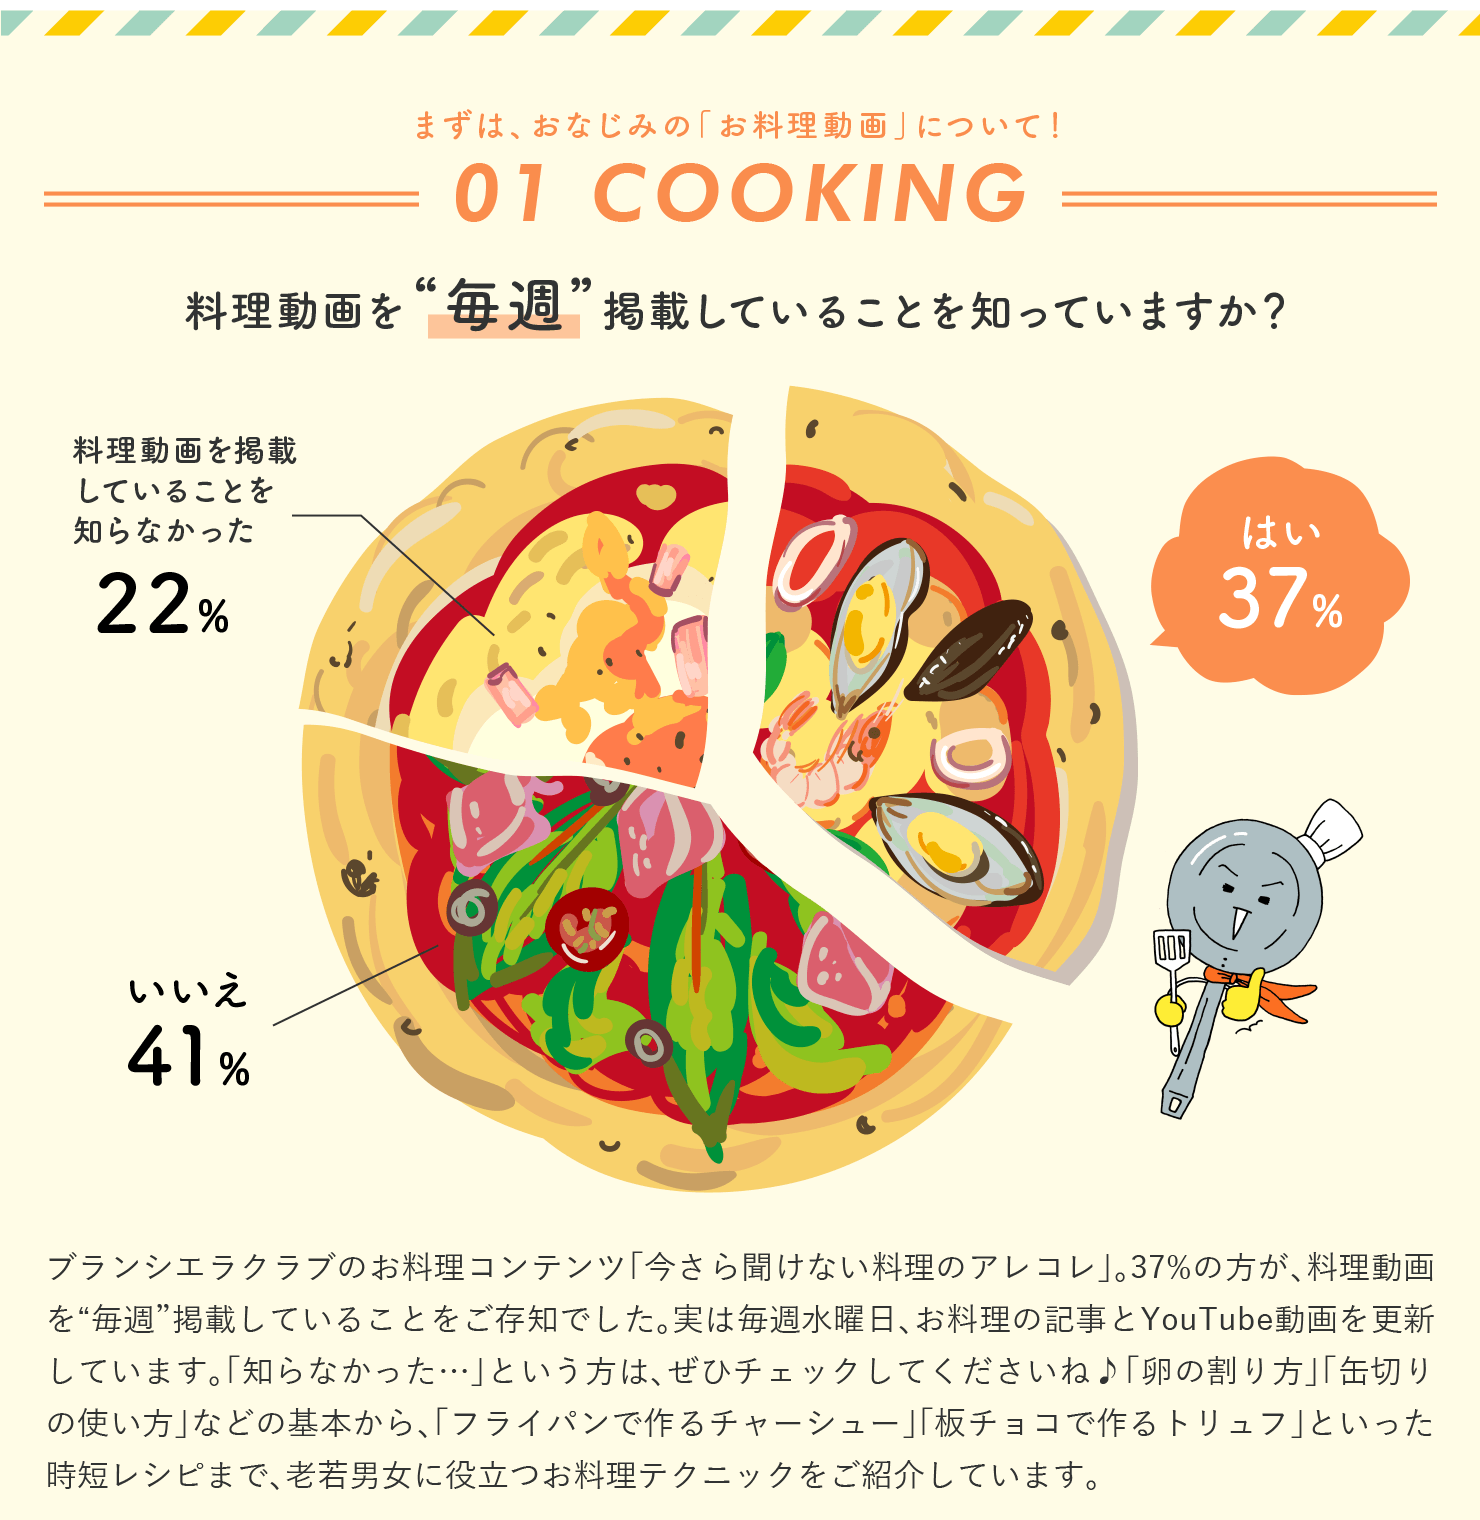 まずは、おなじみの「お料理動画」について！
01 COOKING
料理動画を“毎週”掲載していることを知っていますか？
料理動画を掲載
していることを
知らなかった
22%
はい
37%
いいえ
41%
ブランシエラクラブのお料理コンテンツ「今さら聞けない料理のアレコレ」。37%の方が、料理動画
を“毎週”掲載していることをご存知でした。実は毎週水曜日、お料理の記事とYouTube動画を更新
しています。「知らなかった…」という方は、ぜひチェックしてくださいね♪「卵の割り方」「缶切り
の使い方」などの基本から、「フライパンで作るチャーシュー」「板チョコで作るトリュフ」といった
時短レシピまで、老若男女に役立つお料理テクニックをご紹介しています。